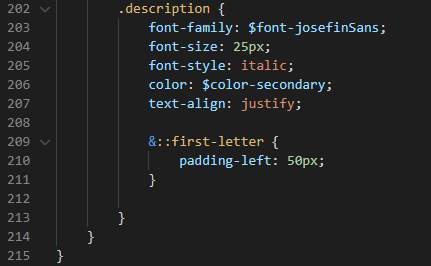 202 .description {
203 font-family: $font-josefinSans;
204 font-size: 25px;
205 font-style: italic;
206 color: $color-secondary;
207 text-align: justify;
208
209 &::first-letter {
210 padding-left: 50px;
211 }
212
213 }
214 }
215 }